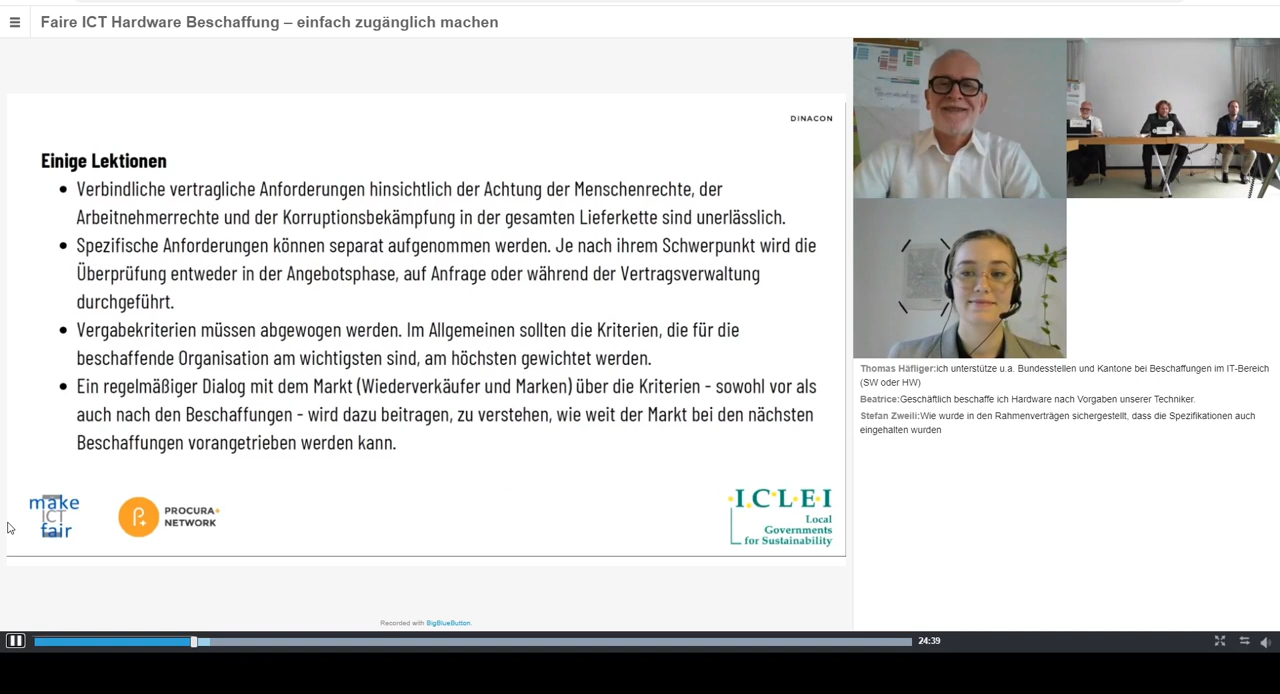 Faire ICT Hardware Beschaffung – einfach zugänglich machen
DINACON
Einige Lektionen
Verbindliche vertragliche Anforderungen hinsichtlich der Achtung der Menschenrechte, der
Arbeitnehmerrechte und der Korruptionsbekämpfung in der gesamten Lieferkette sind unerlässlich.
Spezifische Anforderungen können separat aufgenommen werden. Je nach ihrem Schwerpunkt wird die
Überprüfung entweder in der Angebotsphase, auf Anfrage oder während der Vertragsverwaltung
durchgeführt.
Vergabekriterien müssen abgewogen werden. Im Allgemeinen sollten die Kriterien, die für die
beschaffende Organisation am wichtigsten sind, am höchsten gewichtet werden.
Ein regelmäßiger Dialog mit dem Markt (Wiederverkäufer und Marken) über die Kriterien - sowohl vor als
auch nach den Beschaffungen - wird dazu beitragen, zu verstehen, wie weit der Markt bei den nächsten
Beschaffungen vorangetrieben werden kann.
make
ICT
fair
PROCURA+
NETWORK
I.C.L.E.I
Local
Governments
for Sustainability
Thomas Häfliger:ich unterstütze u.a. Bundesstellen und Kantone bei Beschaffungen im IT-Bereich
(SW oder HW)
Beatrice:Geschäftlich beschaffe ich Hardware nach Vorgaben unserer Techniker.
Stefan Zweili:Wie wurde in den Rahmenverträgen sichergestellt, dass die Spezifikationen auch
eingehalten wurden
Recorded with BigBlueButton.
24:39